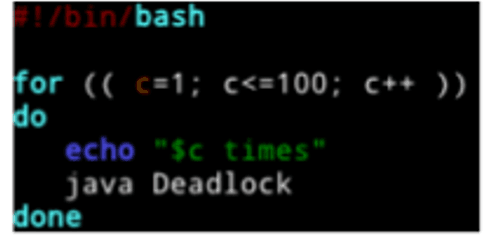 #!/bin/bash
for (( c=1; c<=100; c++ ))
do
echo "$c times"
java Deadlock
done